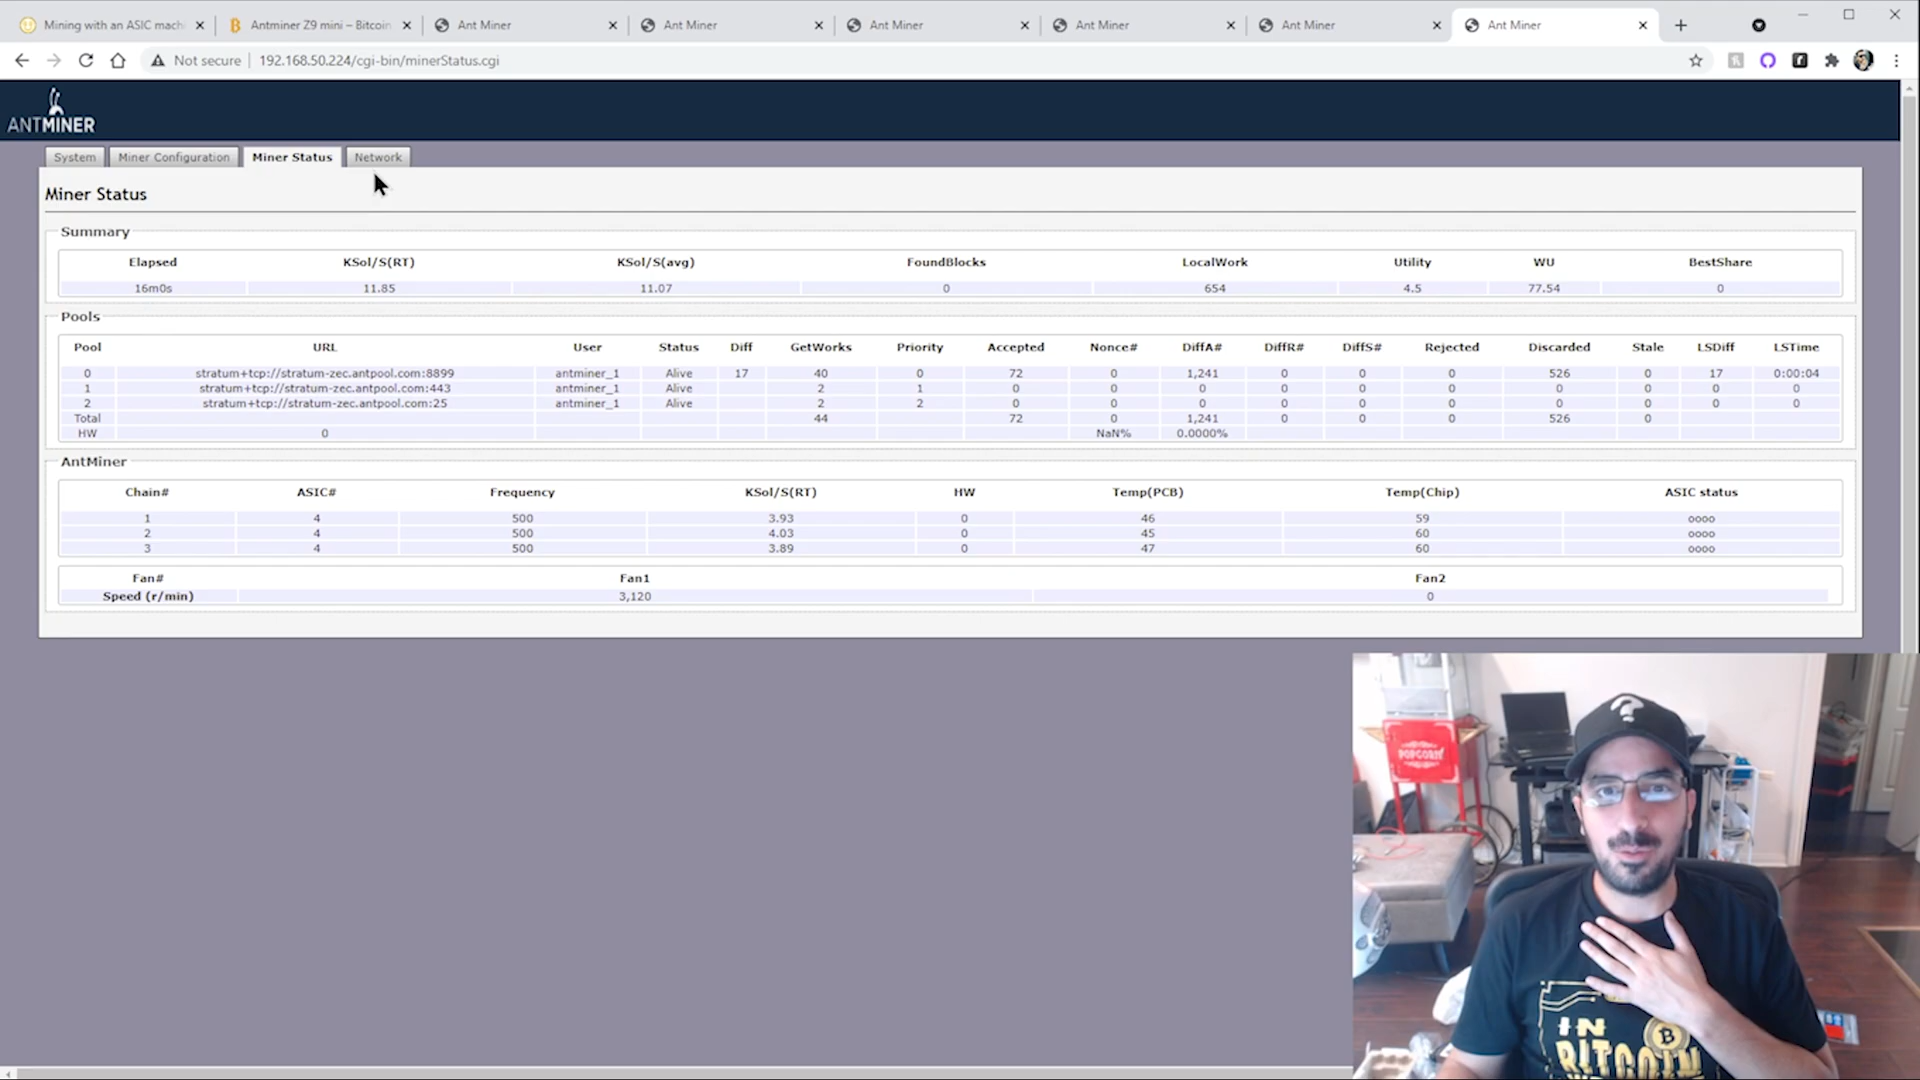 Mining with an ASIC mach
Antminer Z9 mini – Bitcoin
Ant Miner
Ant Miner
Ant Miner
Ant Miner
Ant Miner
Ant Miner
Not secure
192.168.50.224/cgi-bin/minerStatus.cgi
ANTMINER
System Miner Configuration Miner Status Network
Miner Status
Summary
Elapsed KSol/S(RT) KSol/S(avg) FoundBlocks LocalWork Utility WU BestShare
16m0s 11.85 11.07 0 654 4.5 77.54 0
Pools
Pool URL User Status Diff GetWorks Priority Accepted Nonce# DiffA# DiffR# DiffS# Rejected Discarded Stale LSDiff LSTime
0 stratum+tcp://stratum-zec.antpool.com:8899 antminer_1 Alive 17 40 0 72 0 1,241 0 0 0 526 0 17 0:00:04
1 stratum+tcp://stratum-zec.antpool.com:443 antminer_1 Alive 2 1 0 0 0 0 0 0 0 0 0 0
2 stratum+tcp://stratum-zec.antpool.com:25 antminer_1 Alive 2 2 0 0 0 0 0 0 0 0 0 0
Total 44 72 0 1,241 0 0 0 526 0
HW 0 NaN% 0.0000%
AntMiner
Chain# ASIC# Frequency KSol/S(RT) HW Temp(PCB) Temp(Chip) ASIC status
1 4 500 3.93 0 46 59 oooo
2 4 500 4.03 0 45 60 oooo
3 4 500 3.89 0 47 60 oooo
Fan# Fan1 Fan2
Speed (r/min) 3,120 0
POPCORN
?
IN
BITCOIN